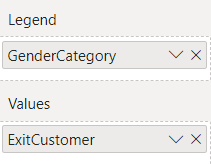 Legend
GenderCategory
Values
ExitCustomer